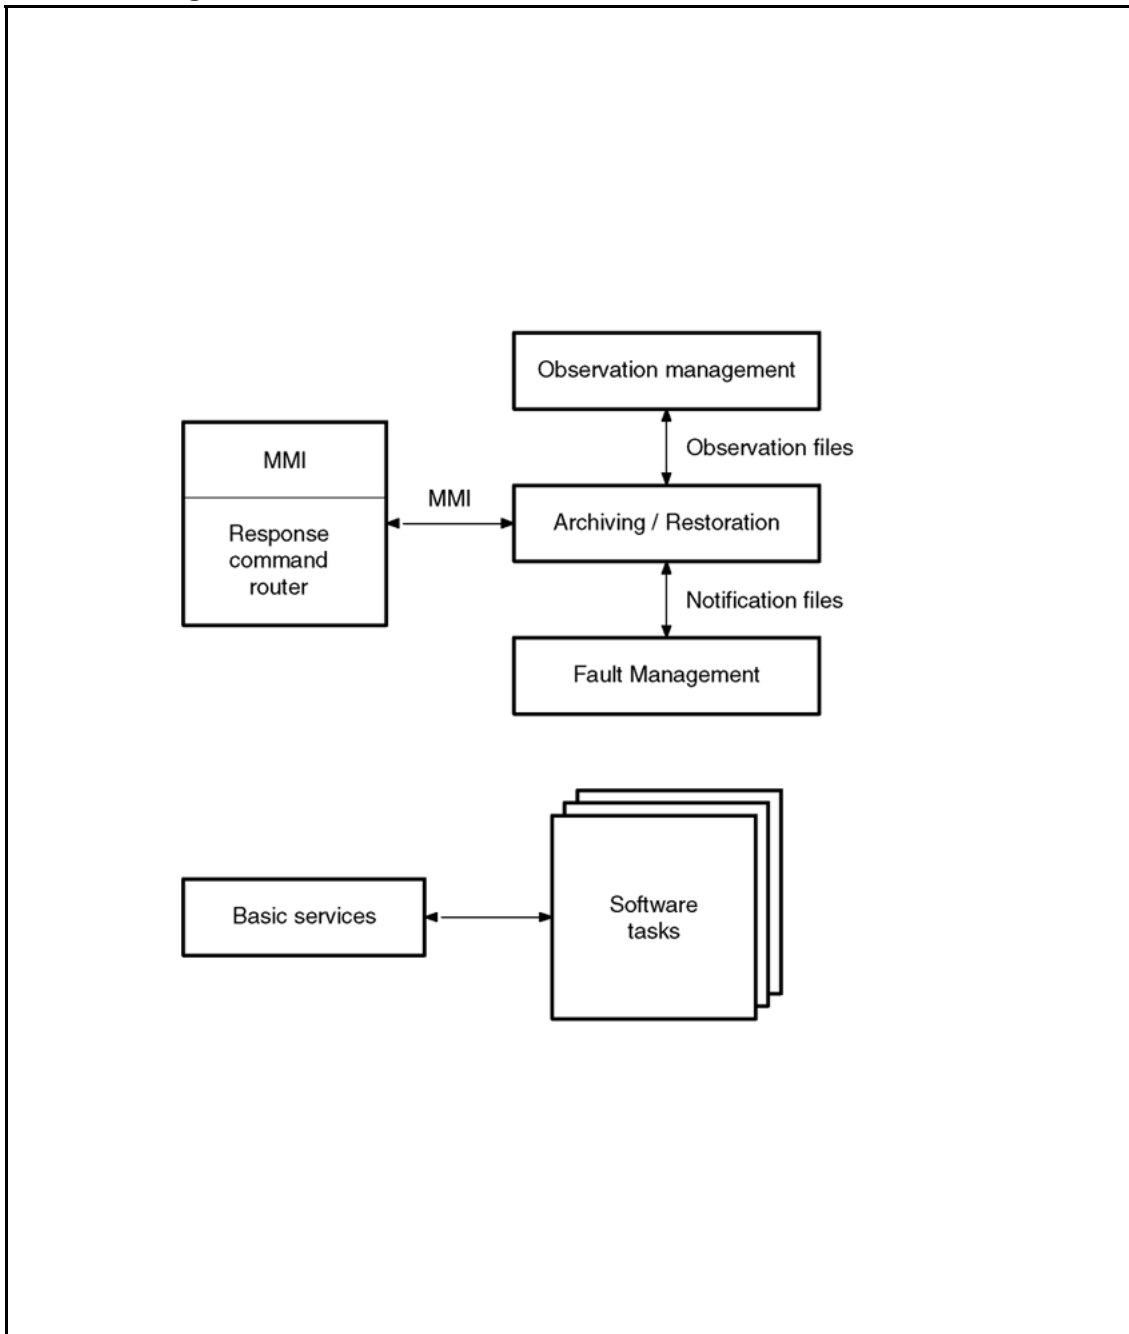 Observation management
Observation files
MMI
MMI
Archiving / Restoration
Response
command
router
Notification files
Fault Management
Software
tasks
Basic services